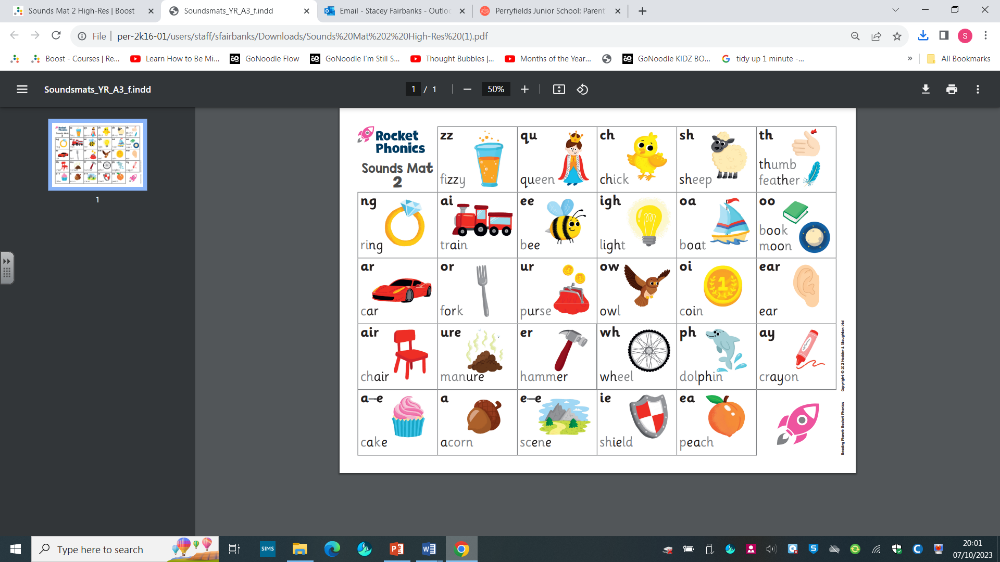 Sounds Mat 2 High-Res | Boost
Soundsmats_YR_A3_f.indd
Email - Stacey Fairbanks - Outloo
Perryfields Junior School: Parent'
File | per-2k16-01/users/staff/sfairbanks/Downloads/Sounds%20Mat%202%20High-Res%20(1).pdf
S
Boost - Courses | Re...
Learn How to Be Mi...
GoNoodle Flow
GoNoodle I'm Still S...
Thought Bubbles |...
Months of the Year...
GoNoodle KIDZ BO...
tidy up 1 minute -...
»
All Bookmarks
Soundsmats_YR_A3_f.indd
1 / 1
50%
1
Rocket
Phonics
Sounds Mat
2
zz
fizzy
qu
queen
ch
chick
sh
sheep
th
thumb
feather
ng
ring
ai
train
ee
bee
igh
light
oa
boat
oo
book
moon
ar
car
or
fork
ur
purse
ow
owl
oi
1
coin
ear
ear
air
chair
ure
manure
er
hammer
wh
wheel
ph
dolphin
ay
crayon
a–e
cake
a
acorn
e–e
scene
ie
shield
ea
peach
Reading Planet: Rocket Phonics
Copyright © 2021 Hodder & Stoughton Ltd
Type here to search
SIMS
20:01
07/10/2023